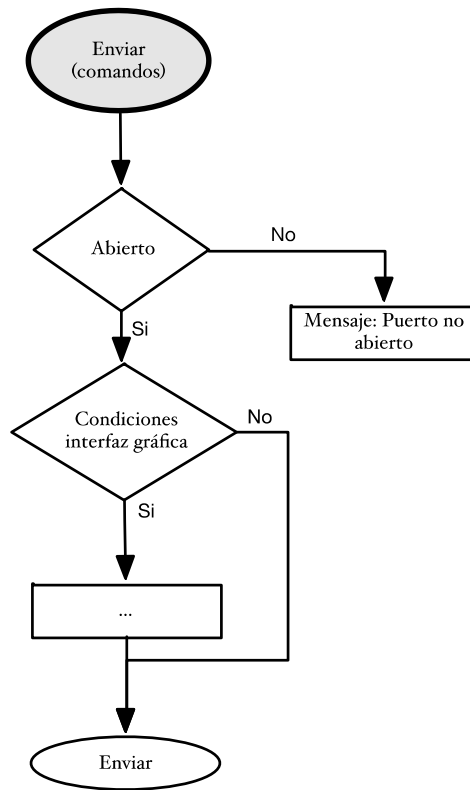 Enviar
(comandos)
Abierto
No
Mensaje: Puerto no
abierto
Si
Condiciones
interfaz gráfica
No
Si
...
Enviar